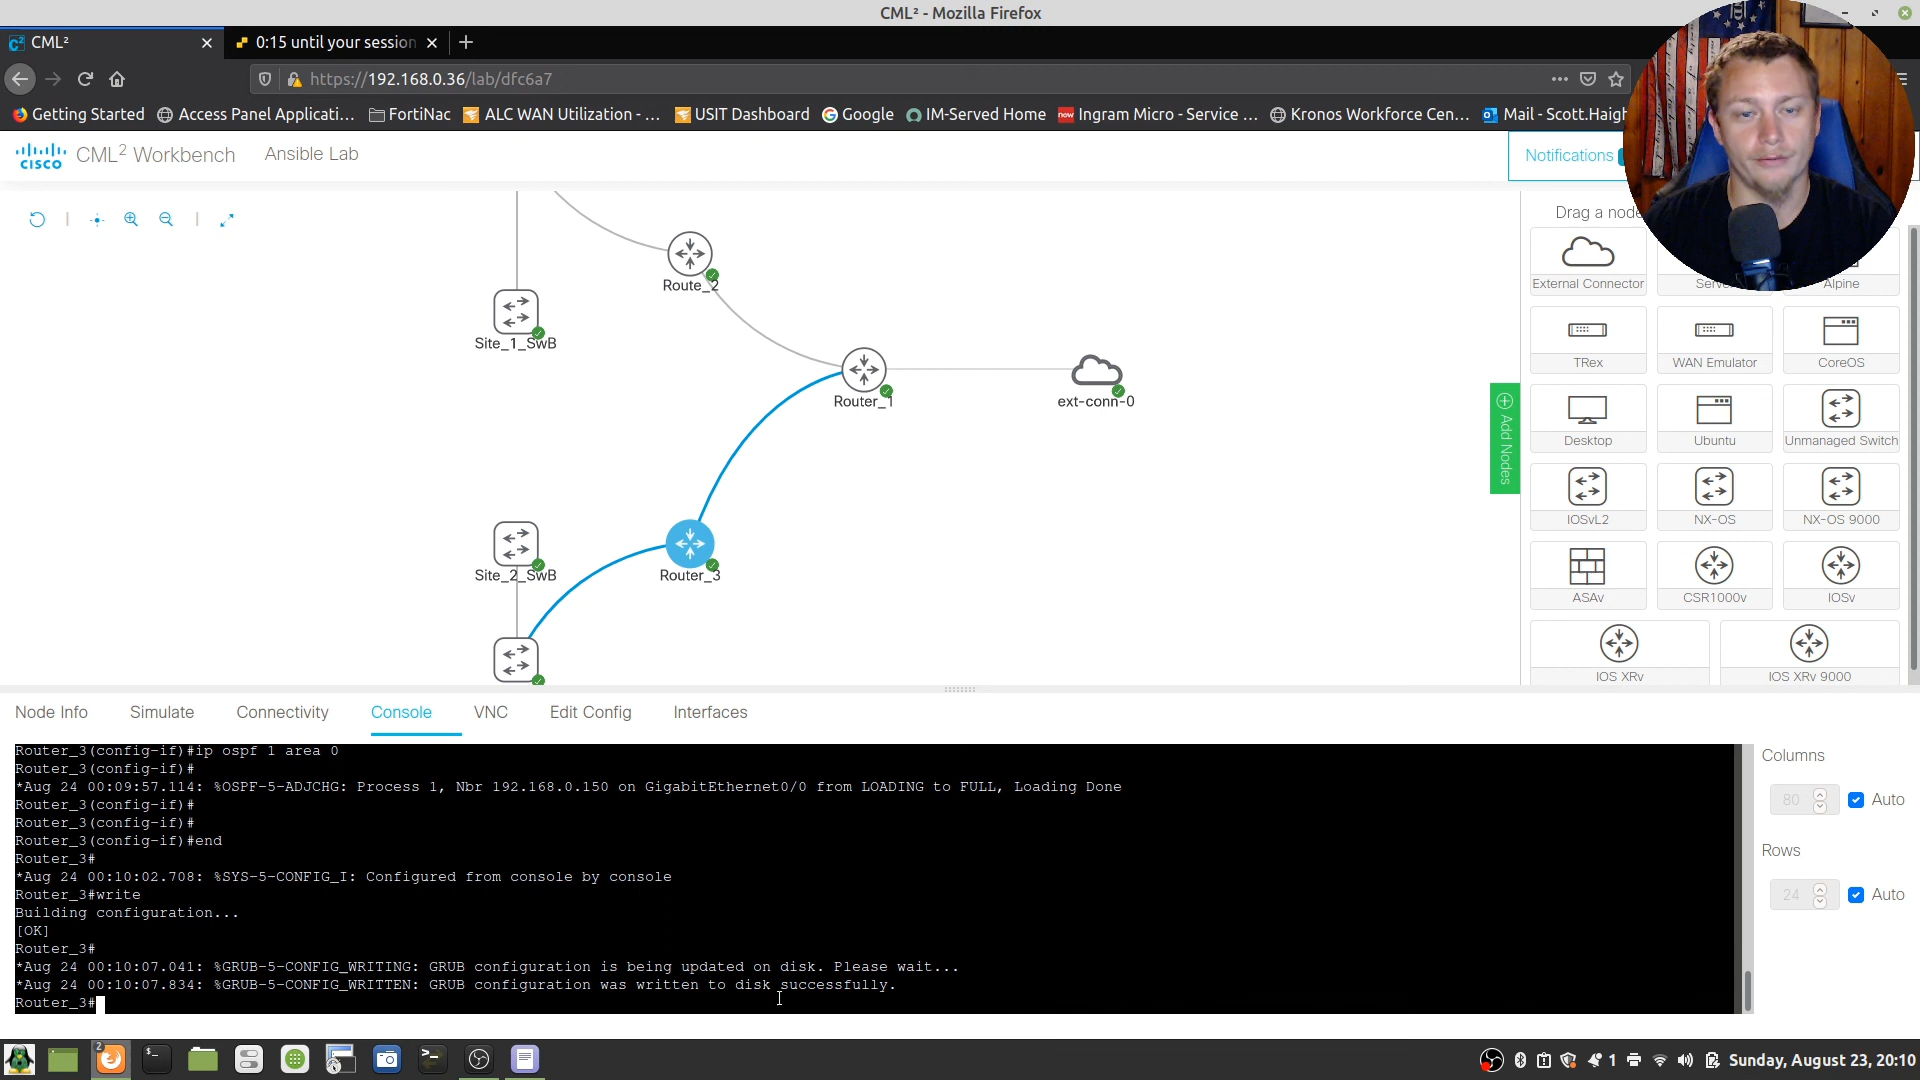 CML² - Mozilla Firefox
CML²
0:15 until your session
https://192.168.0.36/lab/dfc6a7
Getting Started
Access Panel Applicati...
FortiNac
ALC WAN Utilization - ...
USIT Dashboard
Google
IM-Served Home
Ingram Micro - Service ...
Kronos Workforce Cen...
Mail - Scott.Haigh
CISCO
CML² Workbench
Ansible Lab
Notifications
Drag a node
External Connector
Alpine
TRex
WAN Emulator
CoreOS
Desktop
Ubuntu
Unmanaged Switch
IOSvL2
NX-OS
NX-OS 9000
ASAv
CSR1000v
IOSv
IOS XRv
IOS XRv 9000
Add Nodes
Route_2
Site_1_SwB
Router_1
ext-conn-0
Site_2_SwB
Router_3
Node Info
Simulate
Connectivity
Console
VNC
Edit Config
Interfaces
Router_3(config-if)#ip ospf 1 area 0
Router_3(config-if)#
*Aug 24 00:09:57.114: %OSPF-5-ADJCHG: Process 1, Nbr 192.168.0.150 on GigabitEthernet0/0 from LOADING to FULL, Loading Done
Router_3(config-if)#
Router_3(config-if)#
Router_3(config-if)#end
Router_3#
*Aug 24 00:10:02.708: %SYS-5-CONFIG_I: Configured from console by console
Router_3#write
Building configuration...
[OK]
Router_3#
*Aug 24 00:10:07.041: %GRUB-5-CONFIG_WRITING: GRUB configuration is being updated on disk. Please wait...
*Aug 24 00:10:07.834: %GRUB-5-CONFIG_WRITTEN: GRUB configuration was written to disk successfully.
Router_3#
Columns
80
Auto
Rows
24
Auto
2
1
Sunday, August 23, 20:10